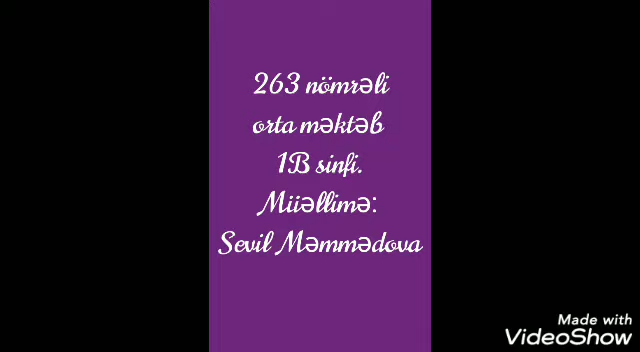 263 nömrəli
orta məktəb
1B sinfi.
Müəllimə:
Sevil Məmmədova
Made with
VideoShow